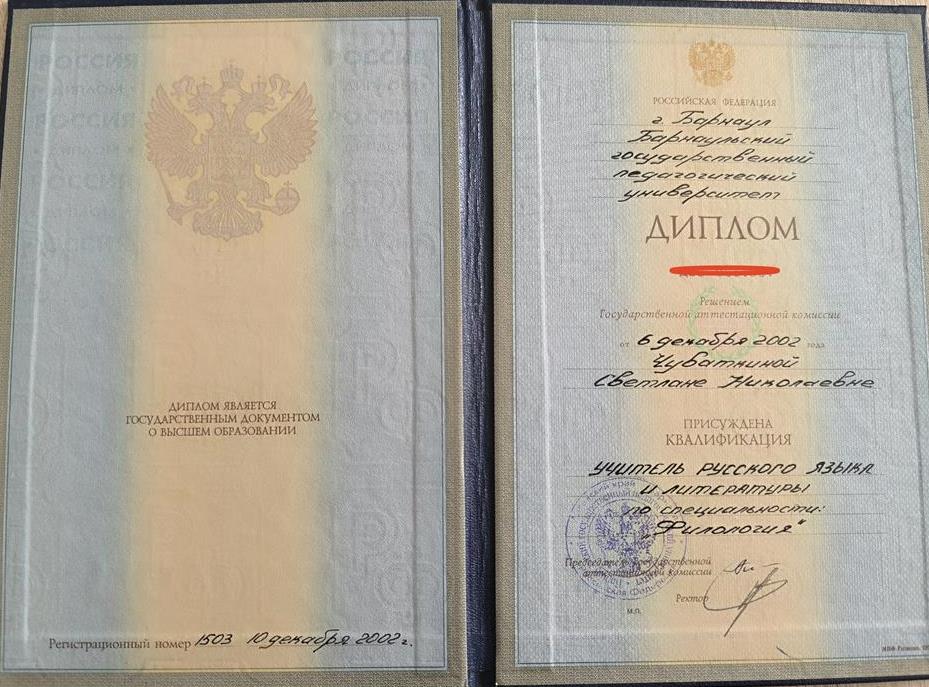 ДИПЛОМ ЯВЛЯЕТСЯ
ГОСУДАРСТВЕННЫМ ДОКУМЕНТОМ
О ВЫСШЕМ ОБРАЗОВАНИИ
Регистрационный номер 1503 10 декабря 2002 г.
РОССИЙСКАЯ ФЕДЕРАЦИЯ
г. Барнаул
Барнаульский
государственный
педагогический
университет
ДИПЛОМ
Решением
Государственной аттестационной комиссии
от 6 декабря 2002 года
Чубаткиной
Светлане Николаевне
ПРИСУЖДЕНА
КВАЛИФИКАЦИЯ
УЧИТЕЛЬ РУССКОГО ЯЗЫКА
И ЛИТЕРАТУРЫ
по специальности:
„Филология"
Председатель Государственной
аттестационной комиссии
Ректор
М.П.